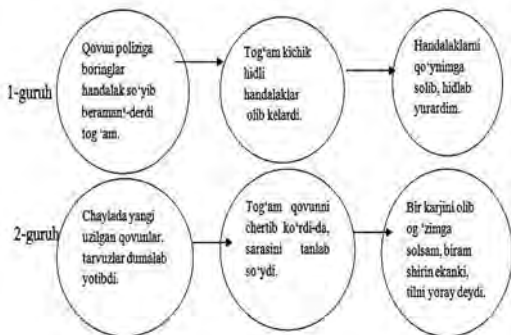 1-guruh
Qovun poliziga
boringlar
handalak so‘yib
beraman!-derdi
tog ‘am.
Tog‘am kichik
hidli
handalaklar
olib kelardi.
Handalaklarni
qo‘ynimga
solib, hidlab
yurardim.
2-guruh
Chaylada yangi
uzilgan qovunlar,
tarvuzlar dumalab
yotibdi.
Tog‘am qovunni
chertib ko‘rdi-da,
sarasini tanlab
so‘ydi.
Bir karjini olib
og ‘zimga
solsam, biram
shirin ekanki,
tilni yoray deydi.